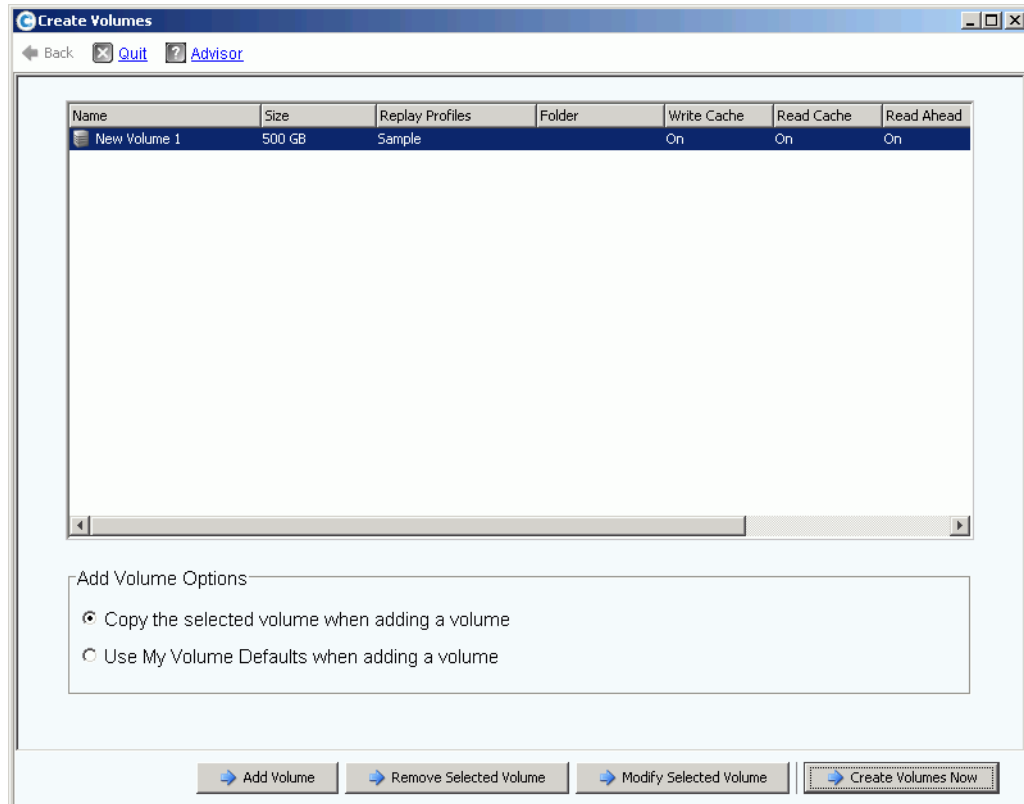 Create Volumes
Back Quit ? Advisor
Name Size Replay Profiles Folder Write Cache Read Cache Read Ahead
New Volume 1 500 GB Sample On On On
Add Volume Options
Copy the selected volume when adding a volume
Use My Volume Defaults when adding a volume
Add Volume Remove Selected Volume Modify Selected Volume Create Volumes Now